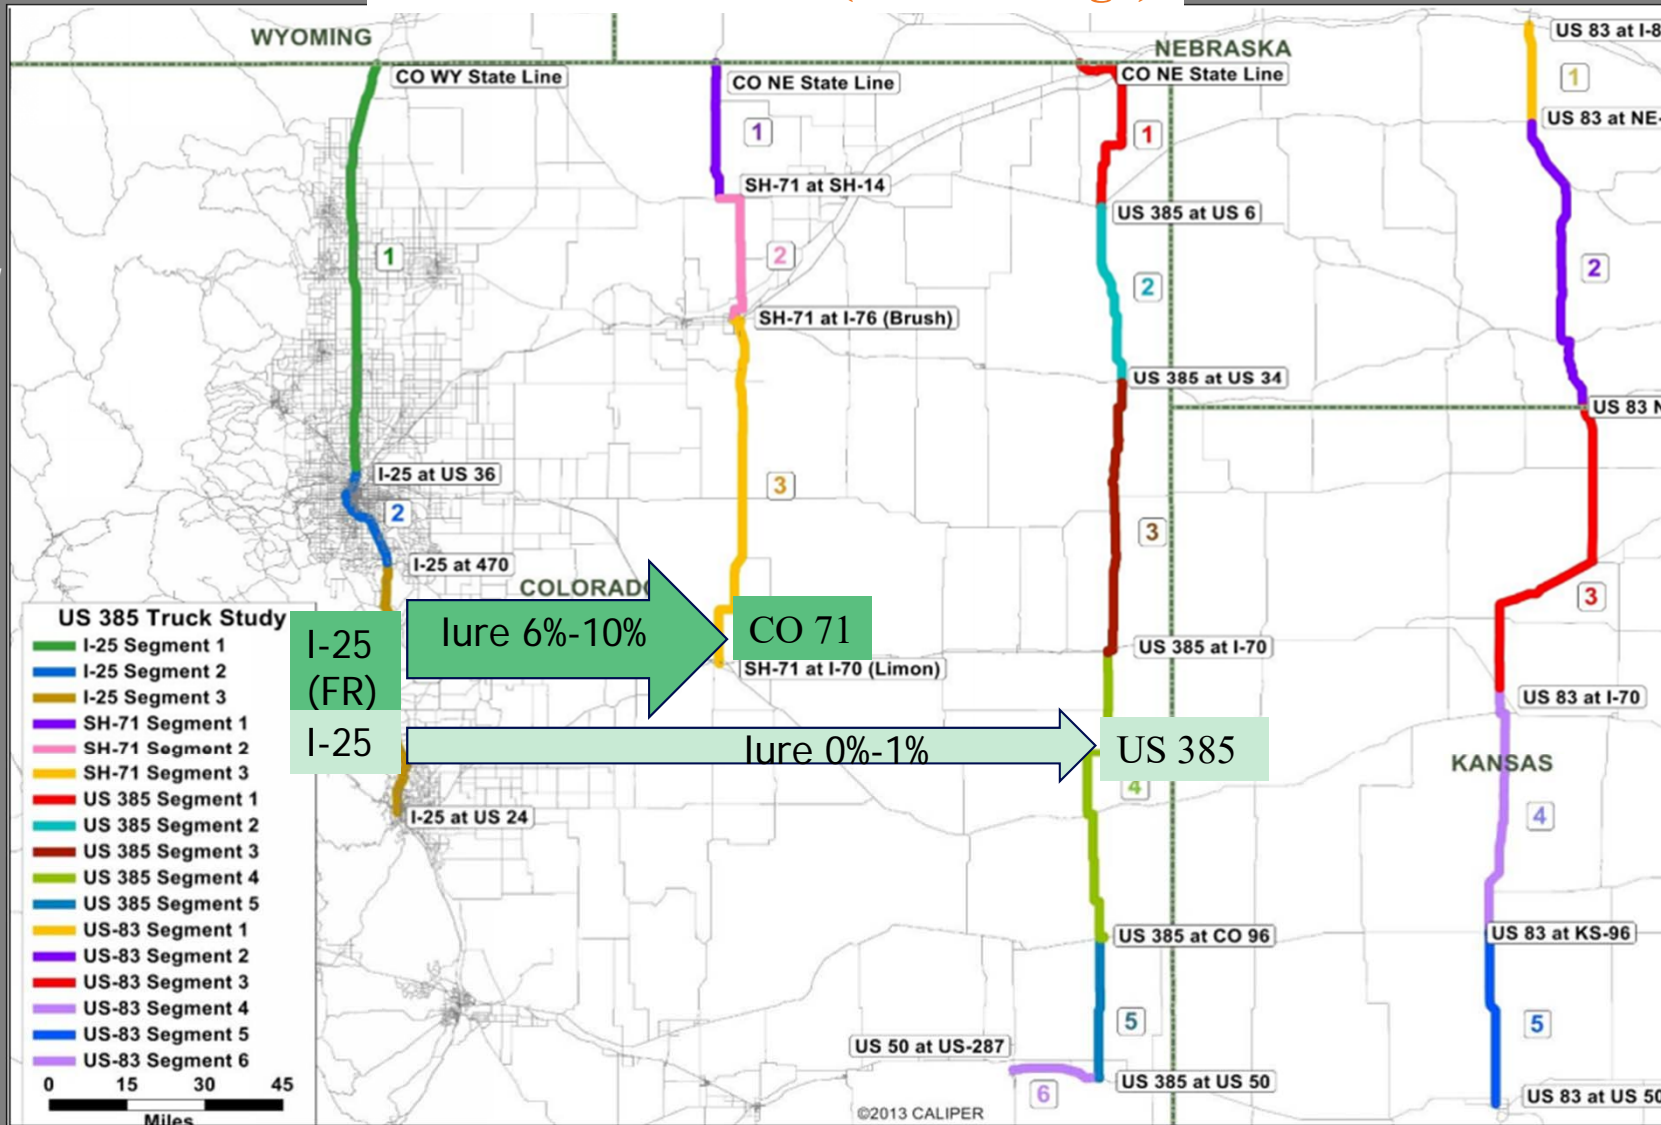 WYOMING
NEBRASKA
US 83 at I-8
CO WY State Line
CO NE State Line
CO NE State Line
1
1
1
US 83 at NE-
1
SH-71 at SH-14
US 385 at US 6
2
1
2
2
SH-71 at I-76 (Brush)
US 385 at US 34
US 83 N
I-25 at US 36
3
2
3
I-25 at 470
COLORADO
3
US 385 Truck Study
I-25 Segment 1
I-25 Segment 2
I-25 Segment 3
SH-71 Segment 1
SH-71 Segment 2
SH-71 Segment 3
US 385 Segment 1
US 385 Segment 2
US 385 Segment 3
US 385 Segment 4
US 385 Segment 5
US-83 Segment 1
US-83 Segment 2
US-83 Segment 3
US-83 Segment 4
US-83 Segment 5
US-83 Segment 6
0 15 30 45
Miles
I-25
(FR)
lure 6%-10%
CO 71
US 385 at I-70
SH-71 at I-70 (Limon)
US 83 at I-70
I-25
lure 0%-1%
US 385
KANSAS
4
I-25 at US 24
4
US 385 at CO 96
US 83 at KS-96
5
5
US 50 at US-287
US 385 at US 50
6
US 83 at US 50
©2013 CALIPER